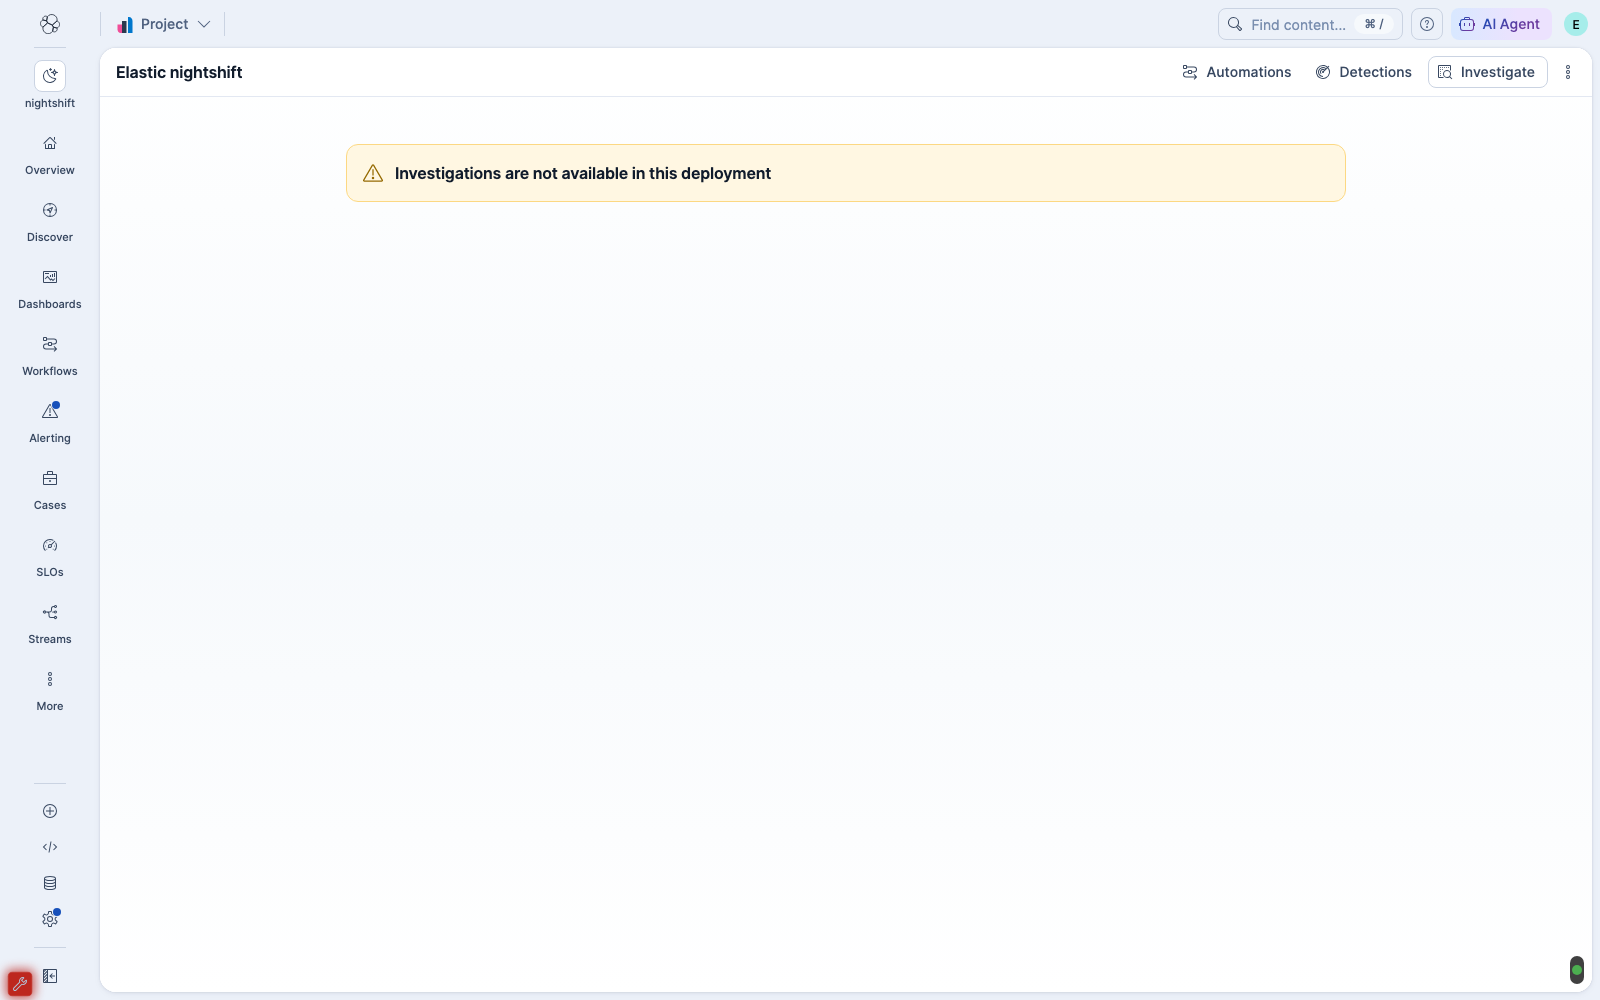 Project
Find content...
⌘ /
AI Agent
E
nightshift
Overview
Discover
Dashboards
Workflows
Alerting
Cases
SLOs
Streams
More
Elastic nightshift
Automations
Detections
Investigate
Investigations are not available in this deployment